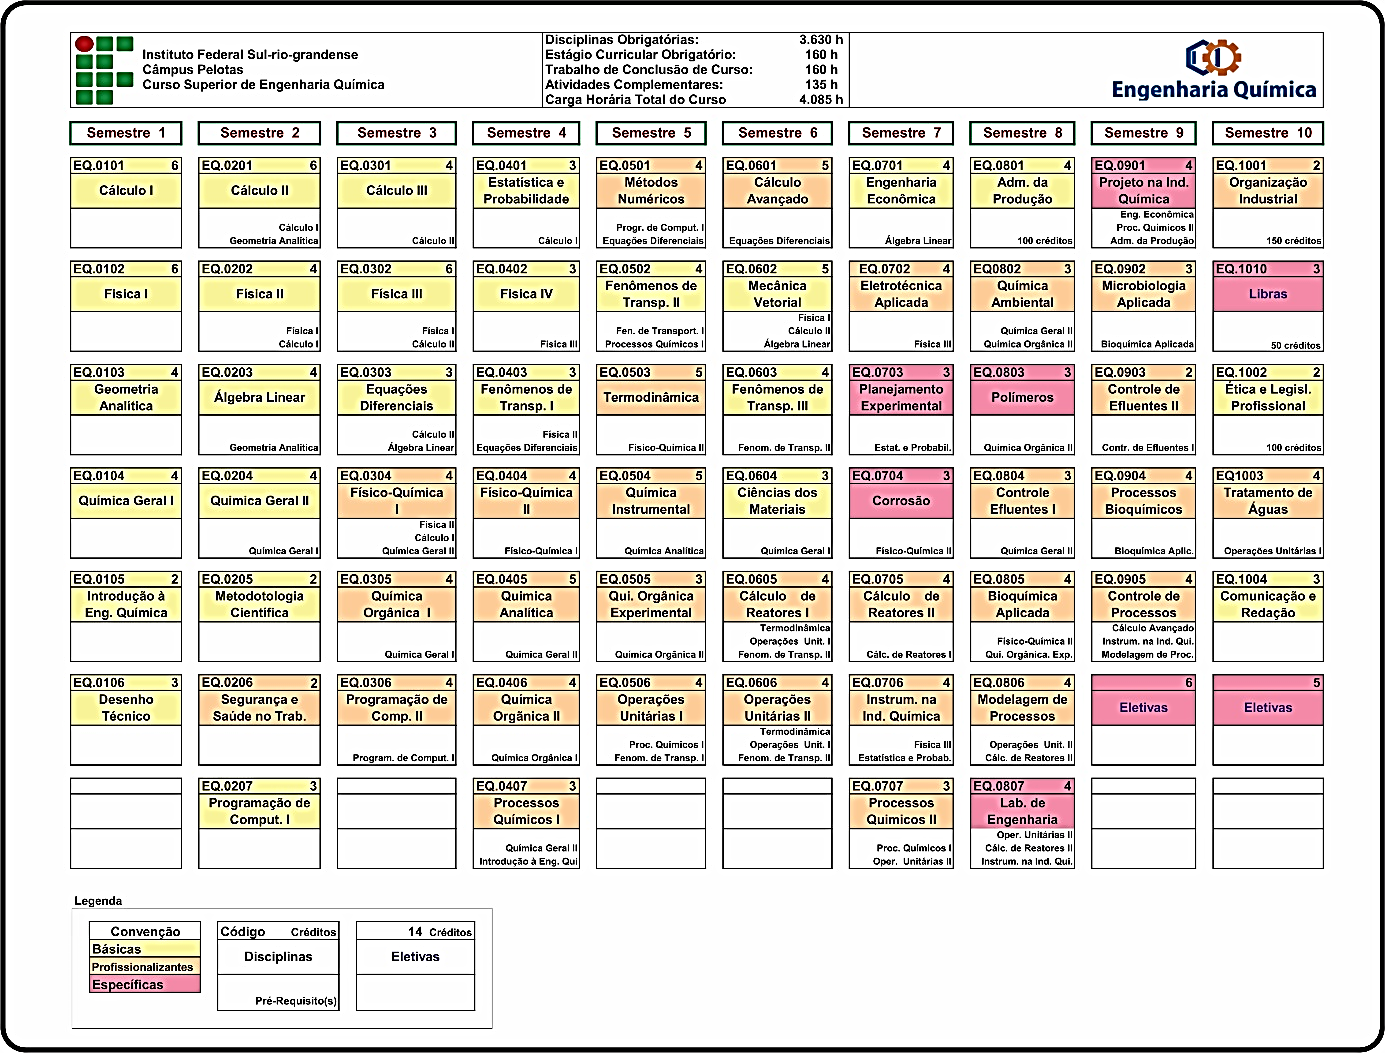 Instituto Federal Sul-rio-grandense
Câmpus Pelotas
Curso Superior de Engenharia Química
Disciplinas Obrigatórias: 3.630 h
Estágio Curricular Obrigatório: 160 h
Trabalho de Conclusão de Curso: 160 h
Atividades Complementares: 135 h
Carga Horária Total do Curso 4.085 h
Engenharia Química
Semestre 1
EQ.0101 6
Cálculo I
EQ.0102 6
Física I
EQ.0103 4
Geometria
Analítica
EQ.0104 4
Química Geral I
EQ.0105 2
Introdução à
Eng. Química
EQ.0106 3
Desenho
Técnico
Semestre 2
EQ.0201 6
Cálculo II
Cálculo I
Geometria Analítica
EQ.0202 4
Física II
Física I
Cálculo I
EQ.0203 4
Álgebra Linear
Geometria Analítica
EQ.0204 4
Química Geral II
Química Geral I
EQ.0205 2
Metodotologia
Científica
EQ.0206 2
Segurança e
Saúde no Trab.
EQ.0207 3
Programação de
Comput. I
Semestre 3
EQ.0301 4
Cálculo III
Cálculo II
EQ.0302 6
Física III
Física I
Cálculo II
EQ.0303 3
Equações
Diferenciais
Cálculo II
Álgebra Linear
EQ.0304 4
Físico-Química
I
Física II
Cálculo I
Química Geral II
EQ.0305 4
Química
Orgânica I
Química Geral I
EQ.0306 4
Programação de
Comp. II
Program. de Comput. I
Semestre 4
EQ.0401 3
Estatística e
Probabilidade
Cálculo I
EQ.0402 3
Física IV
Física III
EQ.0403 3
Fenômenos de
Transp. I
Física II
Equações Diferenciais
EQ.0404 4
Físico-Química
II
Físico-Química I
EQ.0405 5
Química
Analítica
Química Geral II
EQ.0406 4
Química
Orgânica II
Química Orgânica I
EQ.0407 3
Processos
Químicos I
Química Geral II
Introdução à Eng. Qui
Semestre 5
EQ.0501 4
Métodos
Numéricos
Progr. de Comput. I
Equações Diferenciais
EQ.0502 4
Fenômenos de
Transp. II
Fen. de Transport. I
Processos Químicos I
EQ.0503 5
Termodinâmica
Físico-Química II
EQ.0504 5
Química
Instrumental
Química Analítica
EQ.0505 3
Qui. Orgânica
Experimental
Química Orgânica II
EQ.0506 4
Operações
Unitárias I
Proc. Químicos I
Fenom. de Transp. I
Semestre 6
EQ.0601 5
Cálculo
Avançado
Equações Diferenciais
EQ.0602 5
Mecânica
Vetorial
Física I
Cálculo II
Álgebra Linear
EQ.0603 4
Fenômenos de
Transp. III
Fenom. de Transp. II
EQ.0604 3
Ciências dos
Materiais
Química Geral I
EQ.0605 4
Cálculo de
Reatores I
Termodinâmica
Operações Unit. I
Fenom. de Transp. II
EQ.0606 4
Operações
Unitárias II
Termodinâmica
Operações Unit. I
Fenom. de Transp. II
Semestre 7
EQ.0701 4
Engenharia
Econômica
Álgebra Linear
EQ.0702 4
Eletrotécnica
Aplicada
Física III
EQ.0703 3
Planejamento
Experimental
Estat. e Probabil.
EQ.0704 3
Corrosão
Físico-Química II
EQ.0705 4
Cálculo de
Reatores II
Cálc. de Reatores I
EQ.0706 4
Instrum. na
Ind. Química
Física III
Estatística e Probab.
EQ.0707 3
Processos
Químicos II
Proc. Químicos I
Oper. Unitárias II
Semestre 8
EQ.0801 4
Adm. da
Produção
100 créditos
EQ0802 3
Química
Ambiental
Química Geral II
Química Orgânica II
EQ.0803 3
Polímeros
Química Orgânica II
EQ.0804 3
Controle
Efluentes I
Química Geral II
EQ.0805 4
Bioquímica
Aplicada
Físico-Química II
Qui. Orgânica. Exp.
EQ.0806 4
Modelagem de
Processos
Operações Unit. II
Cálc. de Reatores II
EQ.0807 4
Lab. de
Engenharia
Oper. Unitárias II
Cálc. de Reatores II
Instrum. na Ind. Qui.
Semestre 9
EQ.0901 4
Projeto na Ind.
Química
Eng. Econômica
Proc. Químicos II
Adm. da Produção
EQ.0902 3
Microbiologia
Aplicada
Bioquímica Aplicada
EQ.0903 2
Controle de
Efluentes II
Contr. de Efluentes I
EQ.0904 4
Processos
Bioquímicos
Bioquímica Aplic.
EQ.0905 4
Controle de
Processos
Cálculo Avançado
Instrum. na Ind. Qui.
Modelagem de Proc.
6
Eletivas
Semestre 10
EQ.1001 2
Organização
Industrial
150 créditos
EQ.1010 3
Libras
50 créditos
EQ.1002 2
Ética e Legisl.
Profissional
100 créditos
EQ1003 4
Tratamento de
Águas
Operações Unitárias I
EQ.1004 3
Comunicação e
Redação
5
Eletivas
Legenda
Convenção
Básicas
Profissionalizantes
Específicas
Código Créditos
Disciplinas
Pré-Requisito(s)
14 Créditos
Eletivas